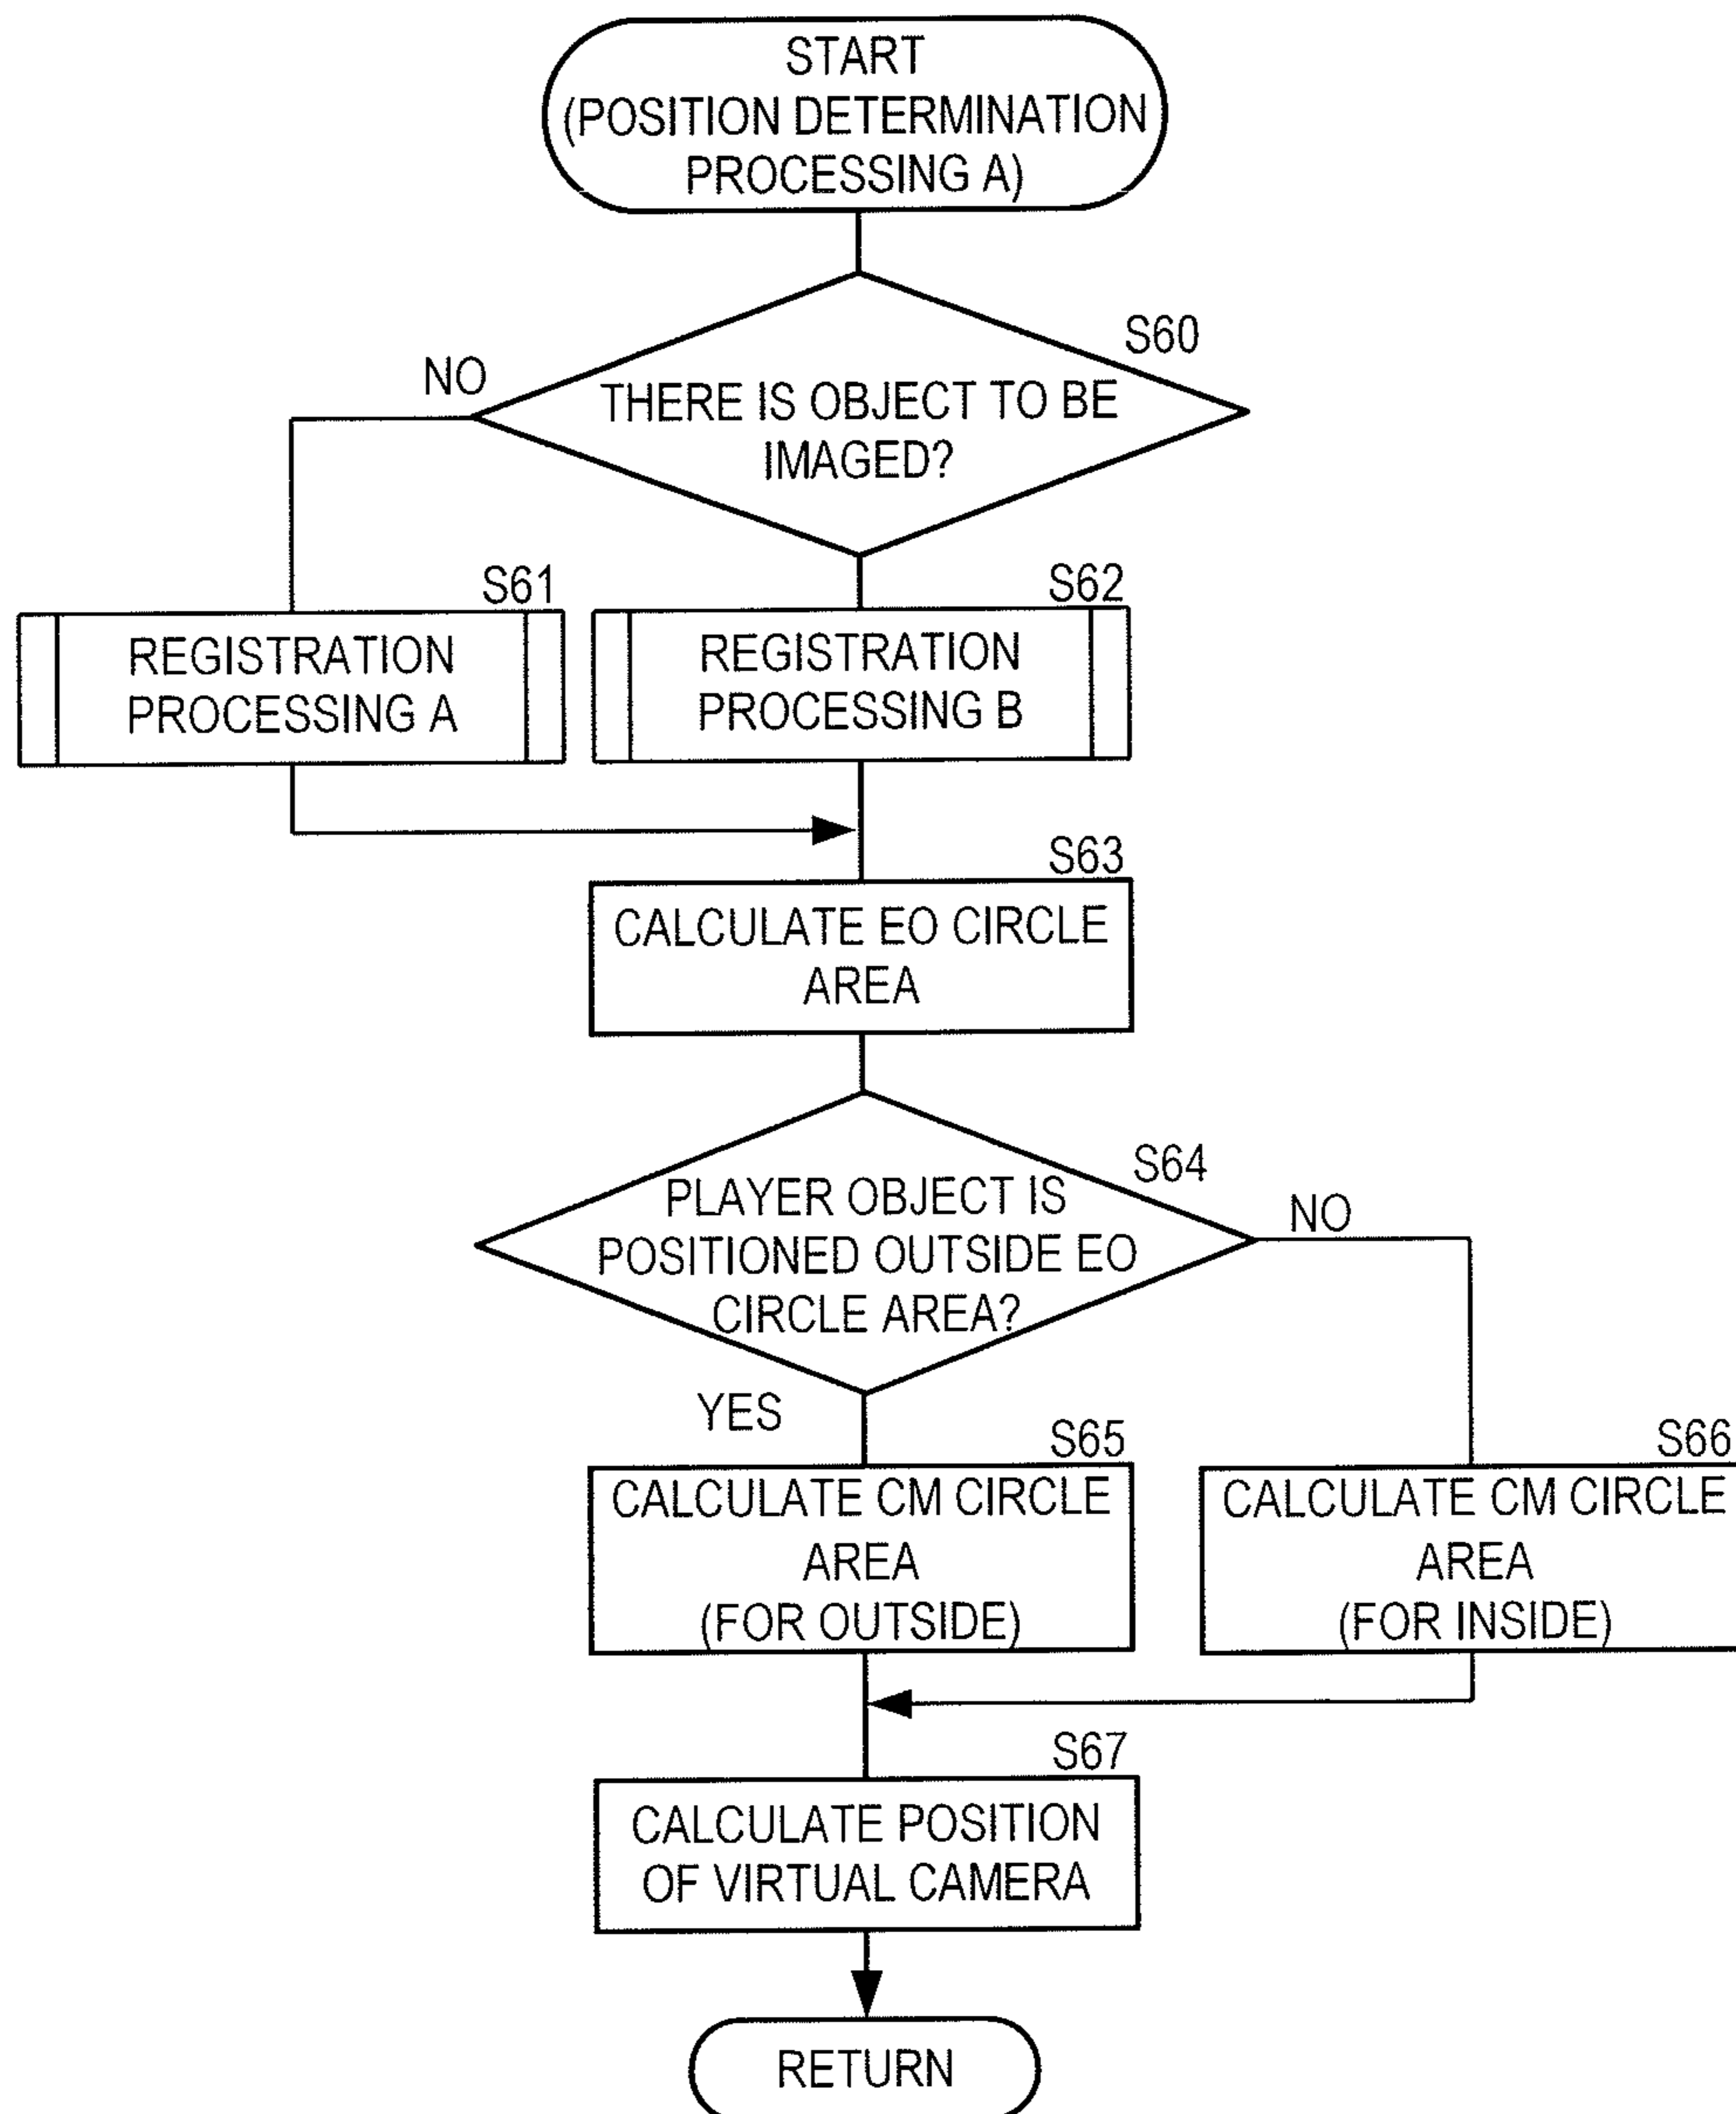 START
(POSITION DETERMINATION
PROCESSING A)
S60
NO
THERE IS OBJECT TO BE
IMAGED?
S61
S62
REGISTRATION
PROCESSING A
REGISTRATION
PROCESSING B
S63
CALCULATE EO CIRCLE
AREA
S64
PLAYER OBJECT IS
POSITIONED OUTSIDE EO
CIRCLE AREA?
NO
YES
S65
S66
CALCULATE CM CIRCLE
AREA
(FOR OUTSIDE)
CALCULATE CM CIRCLE
AREA
(FOR INSIDE)
S67
CALCULATE POSITION
OF VIRTUAL CAMERA
RETURN